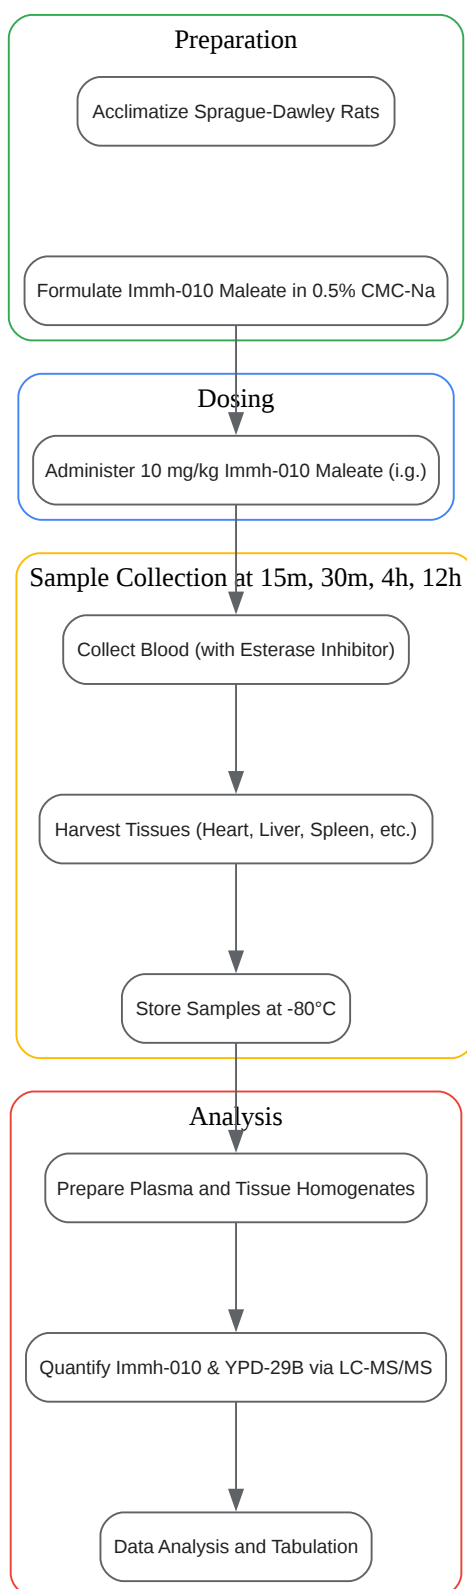 Preparation
Acclimatize Sprague-Dawley Rats
Formulate Immh-010 Maleate in 0.5% CMC-Na
Dosing
Administer 10 mg/kg Immh-010 Maleate (i.g.)
Sample Collection at 15m, 30m, 4h, 12h
Collect Blood (with Esterase Inhibitor)
Harvest Tissues (Heart, Liver, Spleen, etc.)
Store Samples at -80°C
Analysis
Prepare Plasma and Tissue Homogenates
Quantify Immh-010 & YPD-29B via LC-MS/MS
Data Analysis and Tabulation